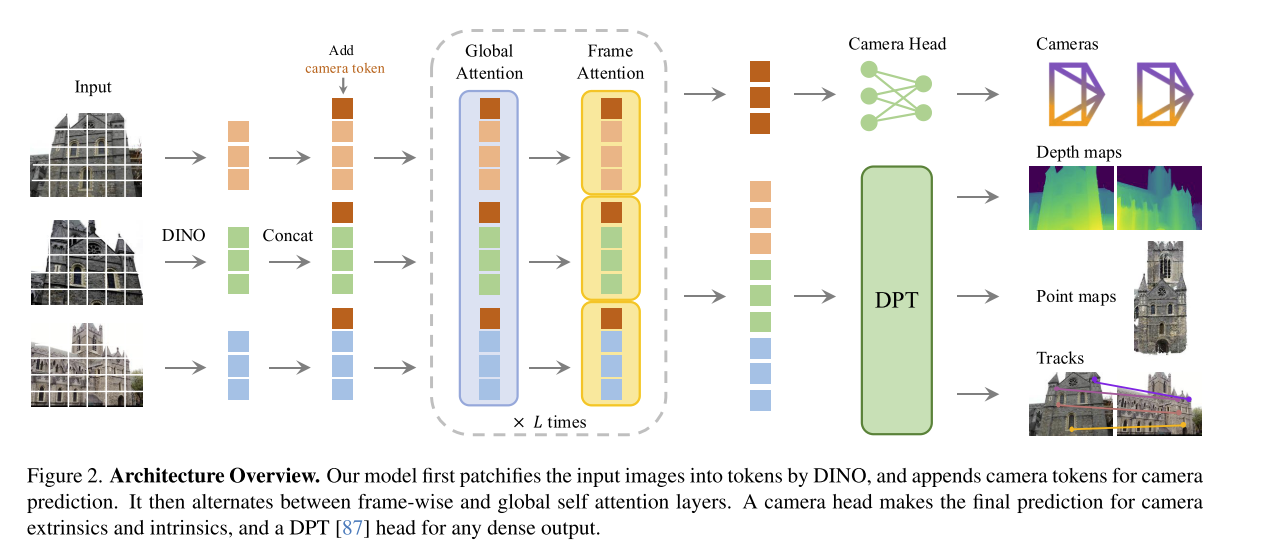 Input
DINO
Concat
Add
camera token
Global
Attention
Frame
Attention
× L times
Camera Head
DPT
Cameras
Depth maps
Point maps
Tracks
Figure 2. Architecture Overview. Our model first patchifies the input images into tokens by DINO, and appends camera tokens for camera
prediction. It then alternates between frame-wise and global self attention layers. A camera head makes the final prediction for camera
extrinsics and intrinsics, and a DPT [87] head for any dense output.